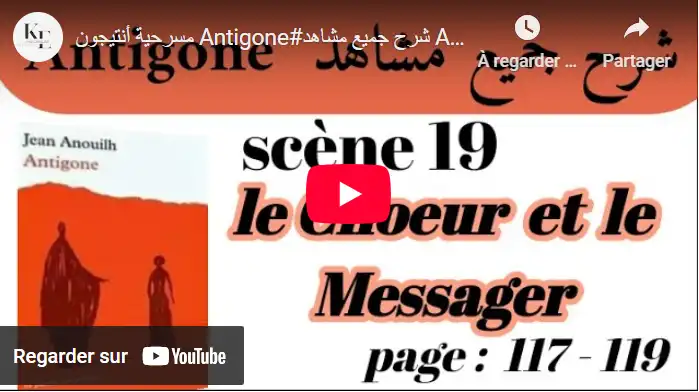 KE
مسرحية أنتيجون Antigone#شرح جميع مشاهد A...
Antigone شرح جميع مشاهد
À regarder ...
Partager
Jean Anouilh
Antigone
scène 19
le Choeur et le
Messager
page : 117 - 119
Regarder sur YouTube